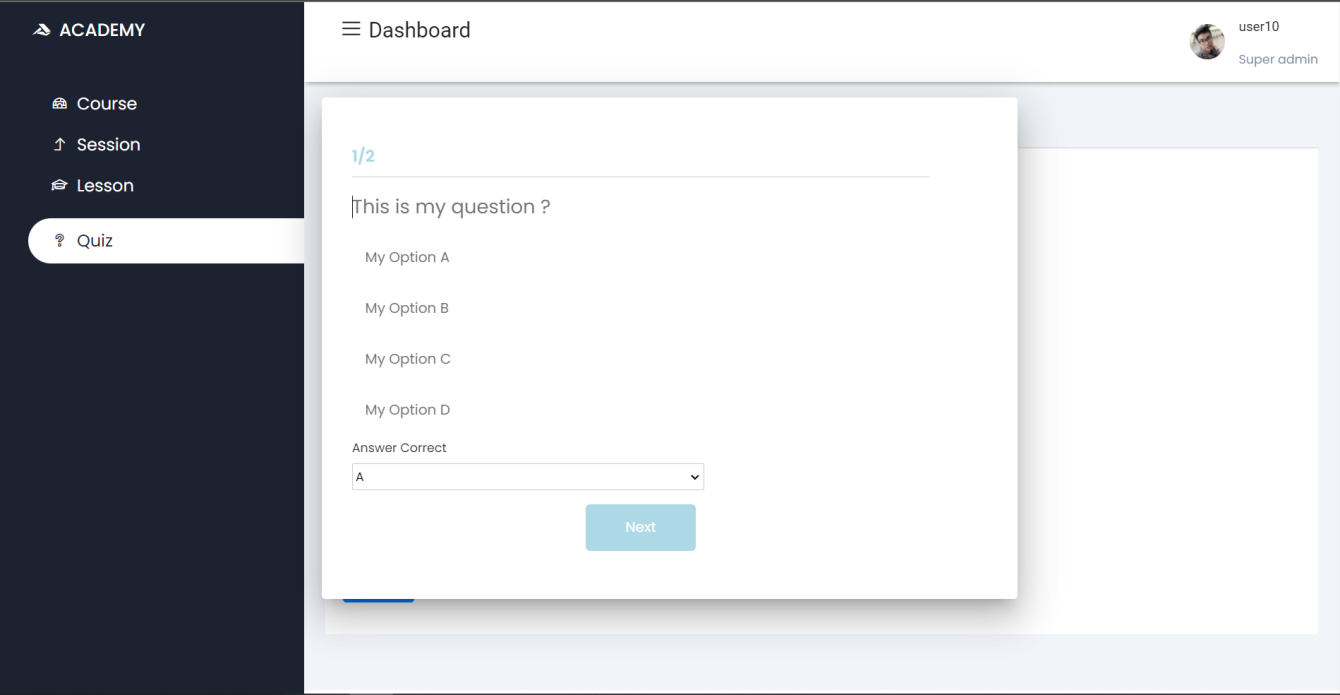 ACADEMY
Dashboard
user10
Super admin
Course
Session
Lesson
Quiz
1/2
This is my question ?
My Option A
My Option B
My Option C
My Option D
Answer Correct
A
Next